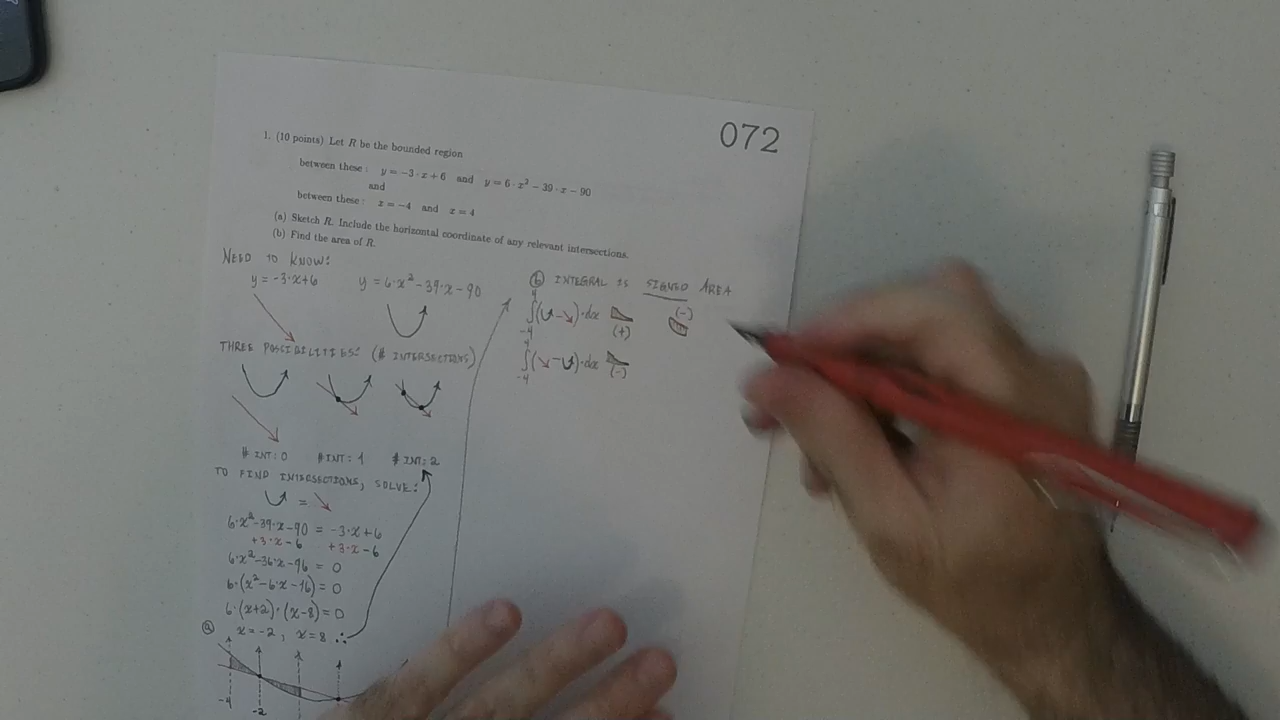 072
1. (10 points) Let R be the bounded region
between these : y = −3 · x + 6 and y = 6 · x² − 39 · x − 90
and
between these : x = −4 and x = 4
(a) Sketch R. Include the horizontal coordinate of any relevant intersections.
(b) Find the area of R.
NEED TO KNOW:
y = -3·x+6 y = 6·x²-39·x-90
THREE POSSIBILITIES: (# INTERSECTIONS)
# INT: 0 # INT: 1 # INT: 2
TO FIND INTERSECTIONS, SOLVE:
=
6·x²-39·x-90 = -3·x+6
+3·x-6 +3·x-6
6·x²-36·x-96 = 0
6·(x²-6·x-16) = 0
6·(x+2)·(x-8) = 0
x=-2, x=8 ∴
ⓐ
-4 -2
ⓑ INTEGRAL IS SIGNED AREA
4
∫( - )·dx (-)
-4 (+)
4
∫( - )·dx
-4 (-)